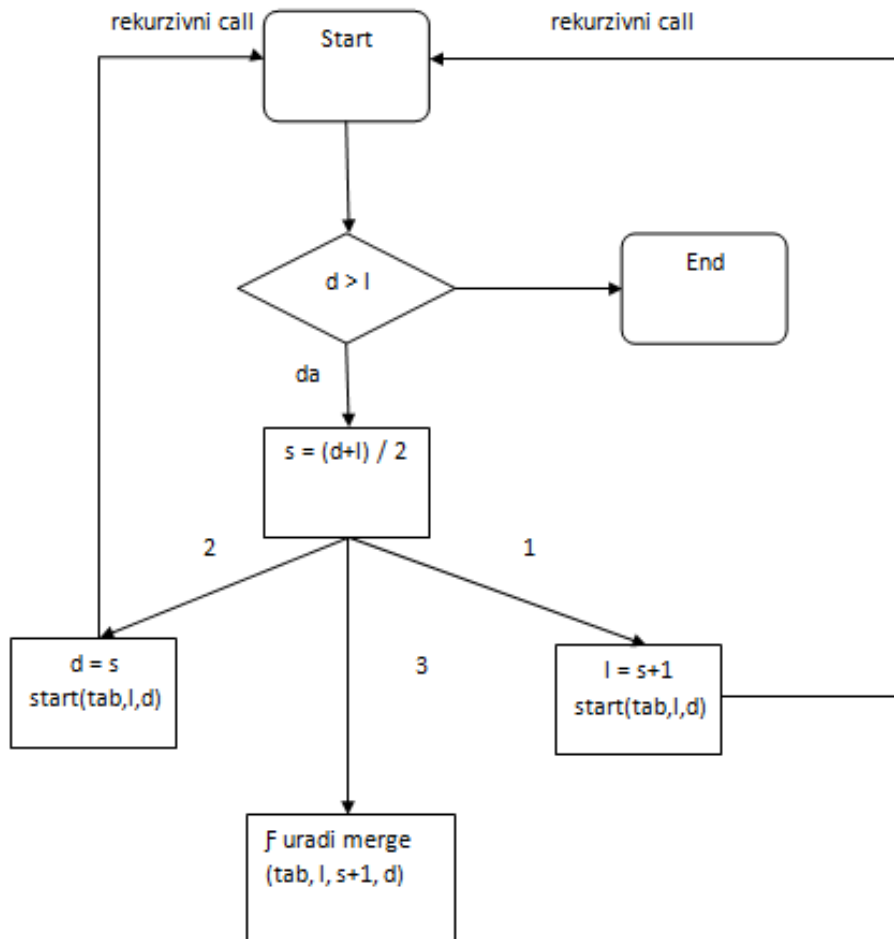 rekurzivni call
Start
rekurzivni call
d > l
End
da
s = (d+l) / 2
2
1
d = s
start(tab,l,d)
3
l = s+1
start(tab,l,d)
Ƒ uradi merge
(tab, l, s+1, d)